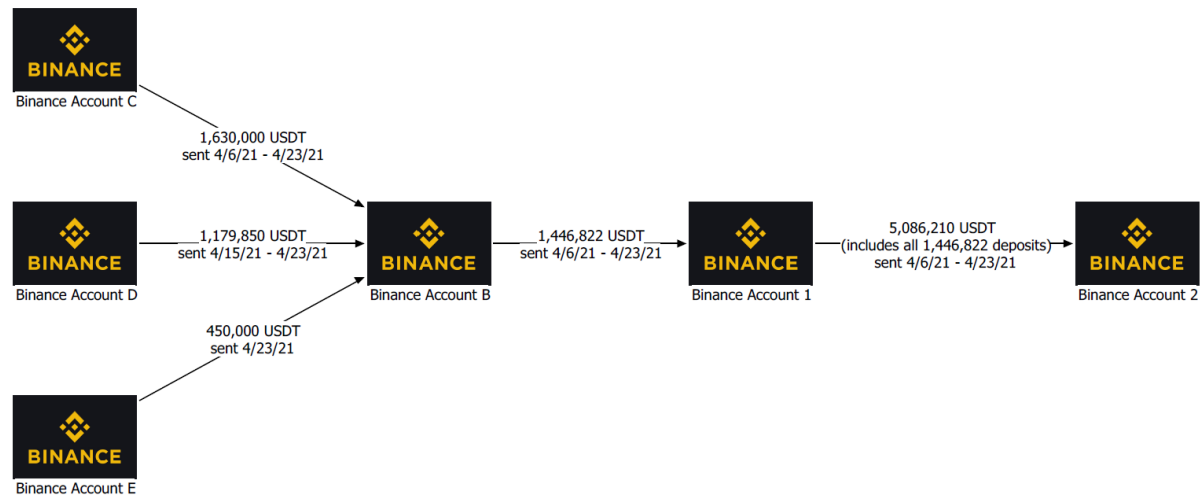 BINANCE
Binance Account C
1,630,000 USDT
sent 4/6/21 - 4/23/21
BINANCE
Binance Account D
1,179,850 USDT
sent 4/15/21 - 4/23/21
BINANCE
Binance Account B
1,446,822 USDT
sent 4/6/21 - 4/23/21
BINANCE
Binance Account 1
5,086,210 USDT
(includes all 1,446,822 deposits)
sent 4/6/21 - 4/23/21
BINANCE
Binance Account 2
450,000 USDT
sent 4/23/21
BINANCE
Binance Account E